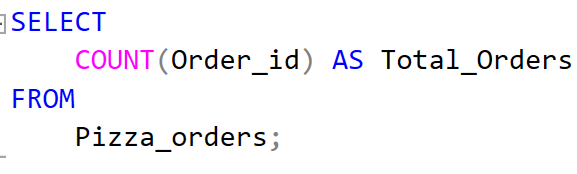 SELECT
COUNT(Order_id) AS Total_Orders
FROM
Pizza_orders;